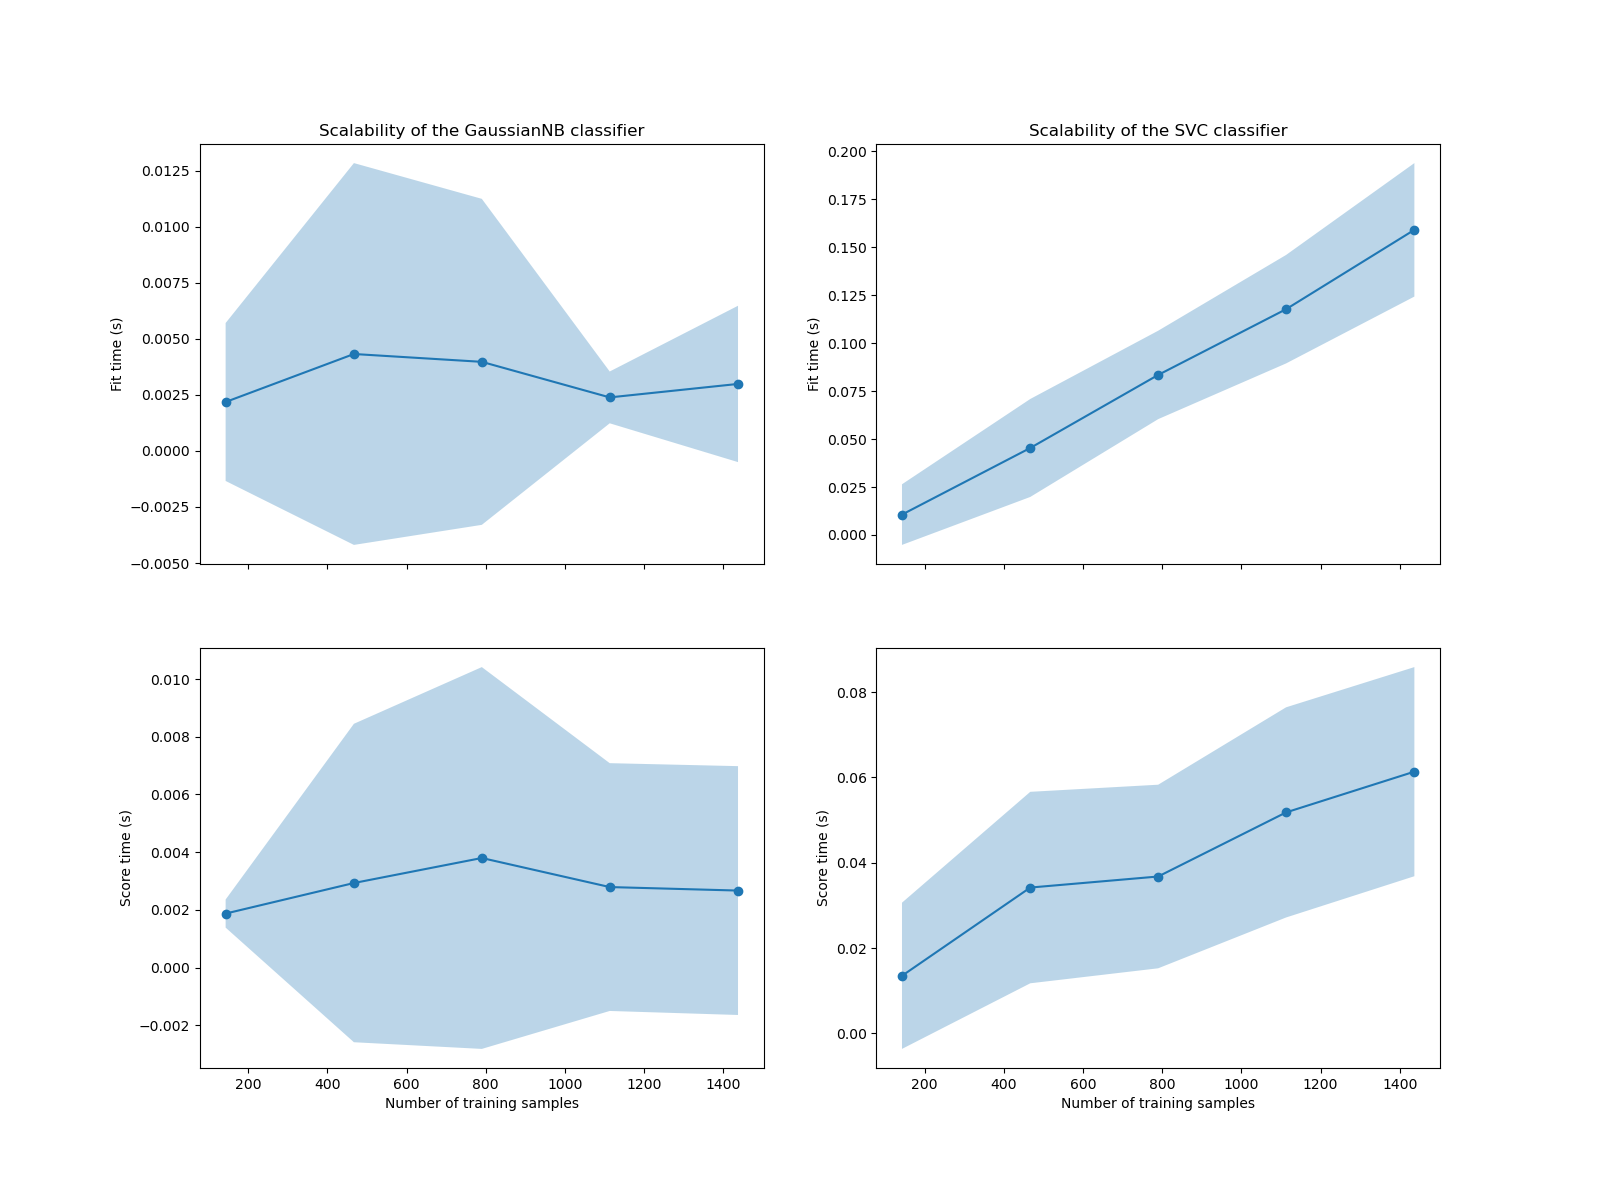 Scalability of the GaussianNB classifier
Fit time (s)
0.0125
0.0100
0.0075
0.0050
0.0025
0.0000
−0.0025
−0.0050
Scalability of the SVC classifier
Fit time (s)
0.200
0.175
0.150
0.125
0.100
0.075
0.050
0.025
0.000
Score time (s)
0.010
0.008
0.006
0.004
0.002
0.000
−0.002
200 400 600 800 1000 1200 1400
Number of training samples
Score time (s)
0.08
0.06
0.04
0.02
0.00
200 400 600 800 1000 1200 1400
Number of training samples